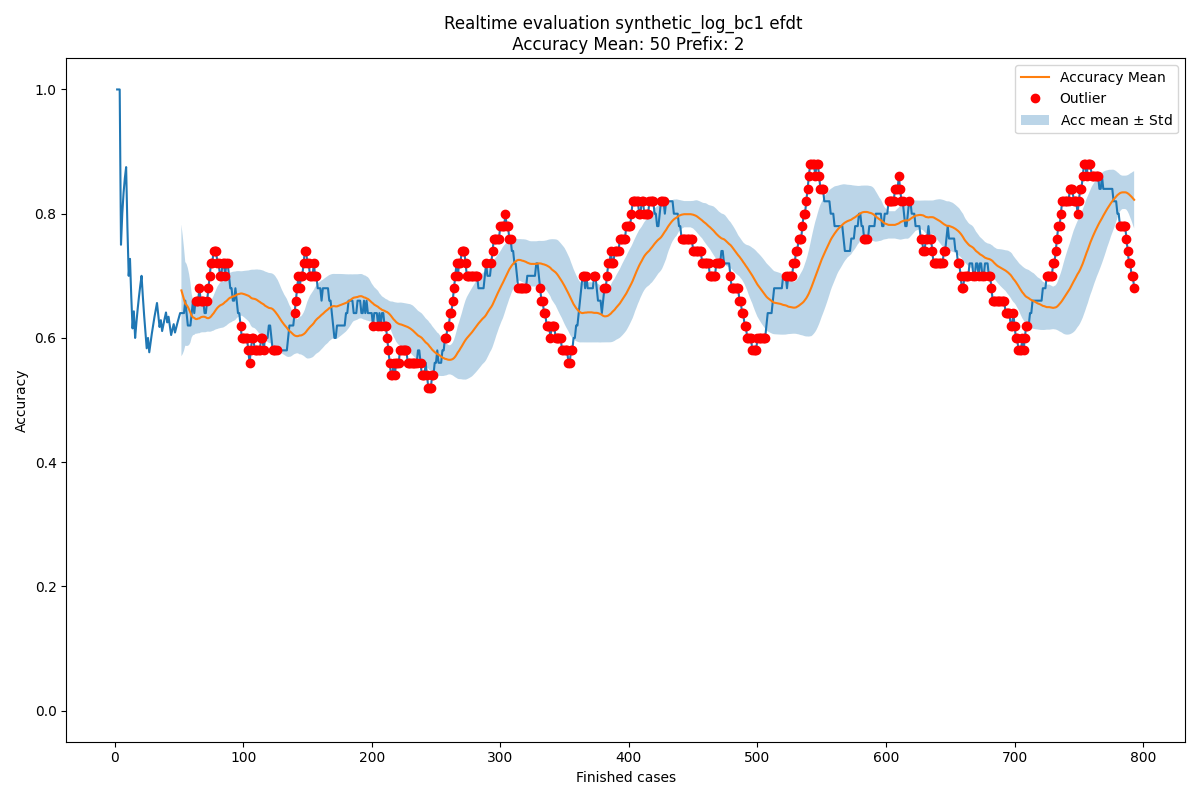 Realtime evaluation synthetic_log_bc1 efdt
Accuracy Mean: 50 Prefix: 2
Accuracy Mean
Outlier
Acc mean ± Std
1.0
0.8
0.6
0.4
0.2
0.0
Accuracy
0 100 200 300 400 500 600 700 800
Finished cases